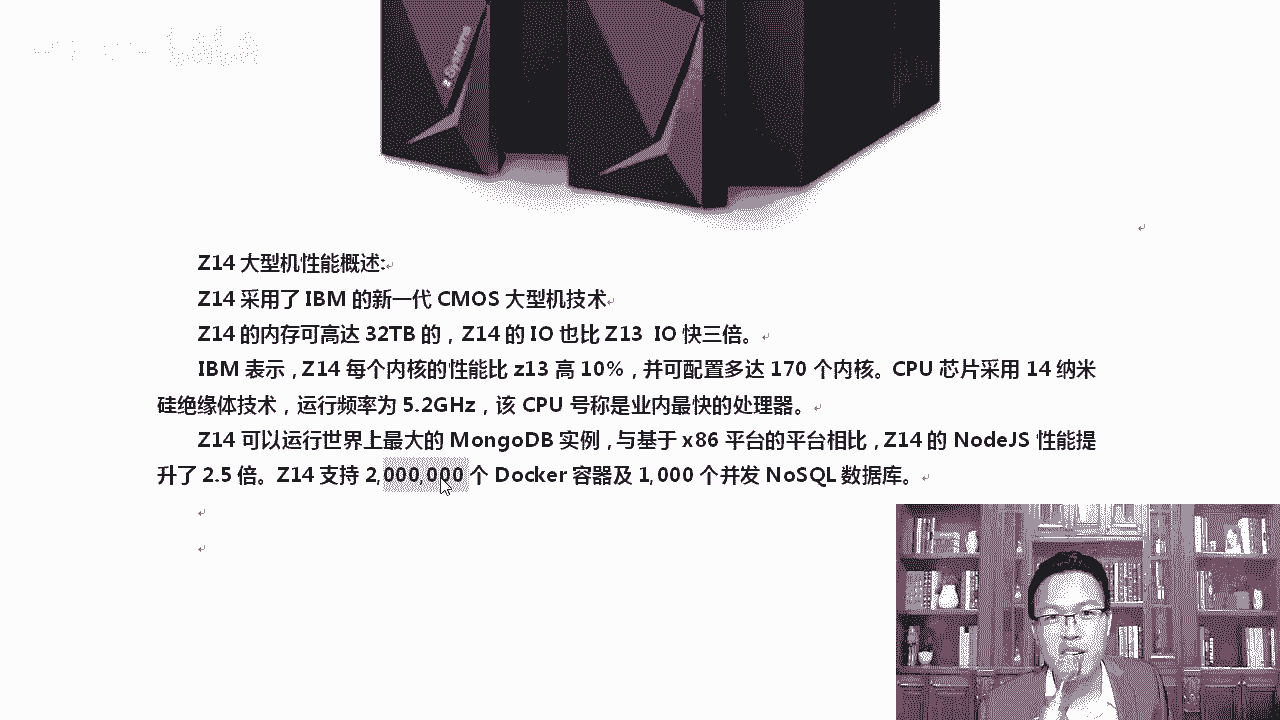 Systems
Z14 大型机性能概述:
Z14 采用了 IBM 的新一代 CMOS 大型机技术
Z14 的内存可高达 32TB 的，Z14 的 IO 也比 Z13 IO 快三倍。
IBM 表示，Z14 每个内核的性能比 z13 高 10%，并可配置多达 170 个内核。CPU 芯片采用 14 纳米
硅绝缘体技术，运行频率为 5.2GHz，该 CPU 号称是业内最快的处理器。
Z14 可以运行世界上最大的 MongoDB 实例，与基于 x86 平台的平台相比，Z14 的 NodeJS 性能提
升了 2.5 倍。Z14 支持 2,000,000 个 Docker 容器及 1,000 个并发 NoSQL 数据库。